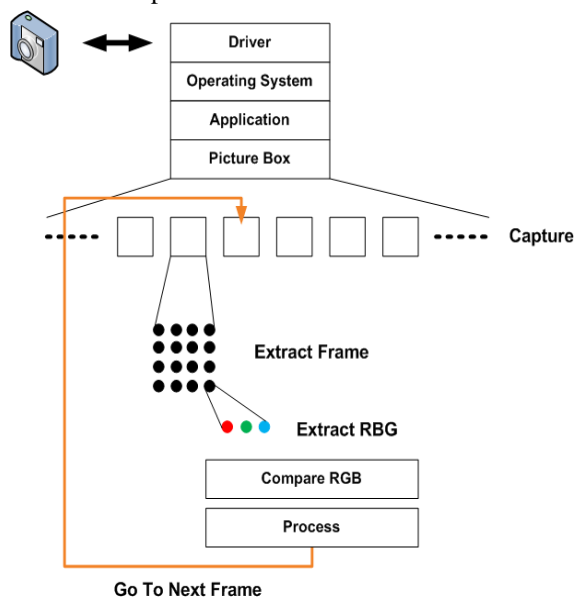 Driver
Operating System
Application
Picture Box
Capture
Extract Frame
Extract RBG
Compare RGB
Process
Go To Next Frame